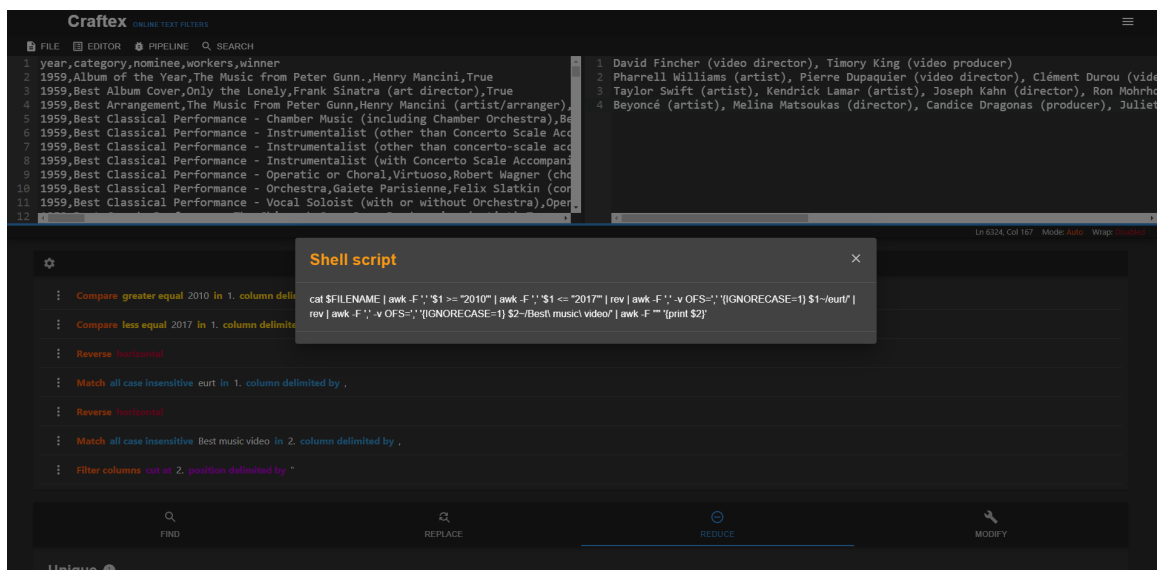 Craftex ONLINE TEXT FILTERS
FILE EDITOR PIPELINE SEARCH
1 year,category,nominee,workers,winner
2 1959,Album of the Year,The Music from Peter Gunn.,Henry Mancini,True
3 1959,Best Album Cover,Only the Lonely,Frank Sinatra (art director),True
4 1959,Best Arrangement,The Music From Peter Gunn,Henry Mancini (artist/arranger),
5 1959,Best Classical Performance - Chamber Music (including Chamber Orchestra),Be
6 1959,Best Classical Performance - Instrumentalist (other than Concerto Scale Acc
7 1959,Best Classical Performance - Instrumentalist (other than concerto-scale acc
8 1959,Best Classical Performance - Instrumentalist (with Concerto Scale Accompani
9 1959,Best Classical Performance - Operatic or Choral,Virtuoso,Robert Wagner (cho
10 1959,Best Classical Performance - Orchestra,Gaiete Parisienne,Felix Slatkin (con
11 1959,Best Classical Performance - Vocal Soloist (with or without Orchestra),Oper
12
1 David Fincher (video director), Timory King (video producer)
2 Pharrell Williams (artist), Pierre Dupaquier (video director), Clément Durou (vide
3 Taylor Swift (artist), Kendrick Lamar (artist), Joseph Kahn (director), Ron Mohrho
4 Beyoncé (artist), Melina Matsoukas (director), Candice Dragonas (producer), Juliet
Ln 6324, Col 167 Mode: Auto Wrap: Disabled
Shell script
cat $FILENAME | awk -F ',' '$1 >= "2010"' | awk -F ',' '$1 <= "2017"' | rev | awk -F ',' -v OFS=',' '{IGNORECASE=1} $1~/eurt/' |
rev | awk -F ',' -v OFS=',' '{IGNORECASE=1} $2~/Best\ music\ video/' | awk -F '"' '{print $2}'
Compare greater equal 2010 in 1. column deli
Compare less equal 2017 in 1. column delimite
Reverse horizontal
Match all case insensitive eurt in 1. column delimited by ,
Reverse horizontal
Match all case insensitive Best music video in 2. column delimited by ,
Filter columns cut at 2. position delimited by "
FIND REPLACE REDUCE MODIFY
Unique